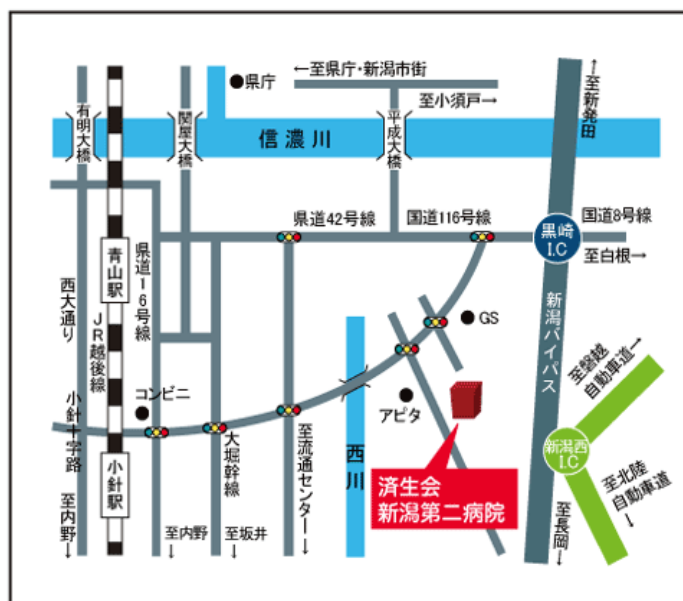 ←至県庁・新潟市街
県庁
至小須戸→
←至新発田
有明大橋
関屋大橋
平成大橋
信濃川
県道42号線
国道116号線
国道8号線
黒崎
I.C
至白根→
青山駅
県道16号線
西大通り
JR越後線
新潟バイパス
GS
至磐越
自動車道→
コンビニ
アピタ
小針十字路
大堀幹線
至流通センター→
西川
新潟西
I.C
小針駅
済生会
新潟第二病院
至北陸
自動車道→
至内野→
至内野
↓
至坂井
↓
至長岡→